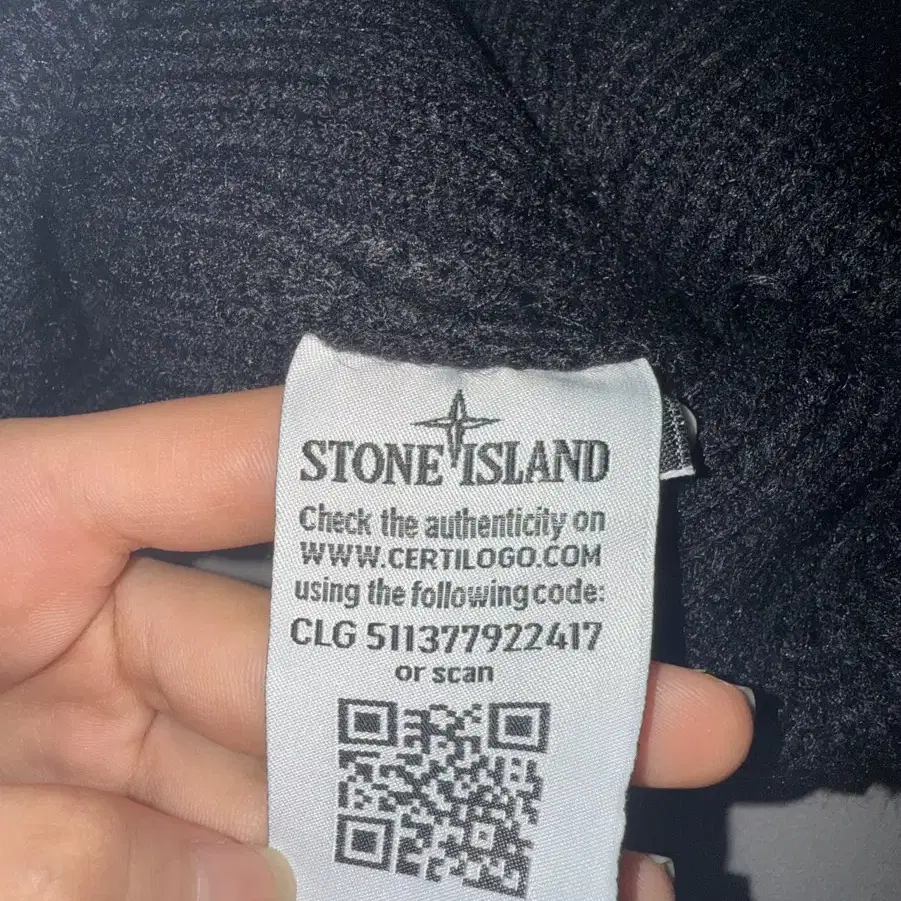 STONE ISLAND
Check the authenticity on
WWW.CERTILOGO.COM
using the following code:
CLG 511377922417
or scan